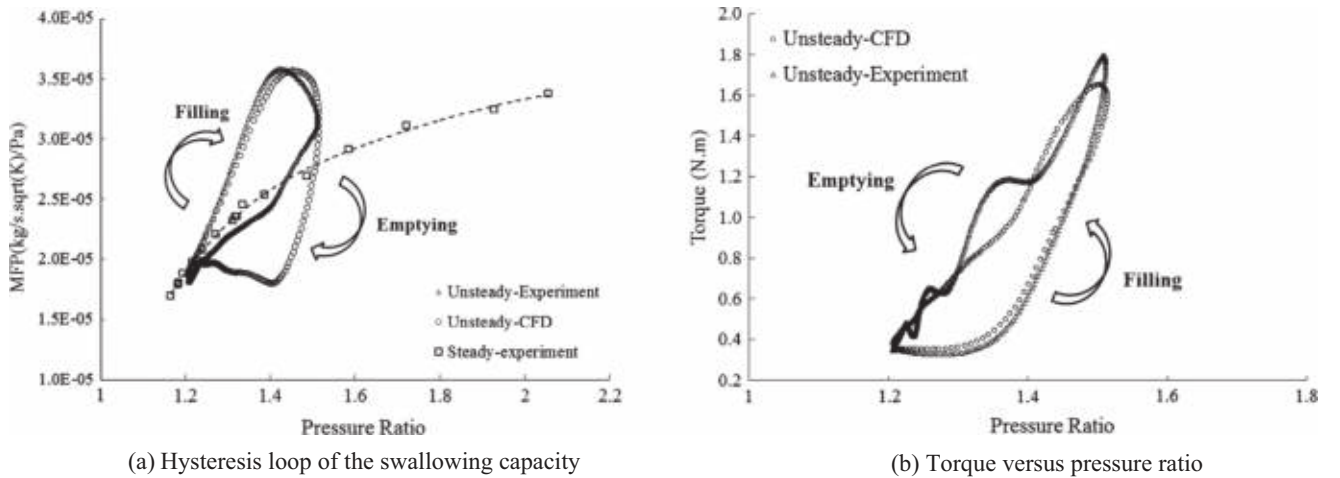 4.0E-05
3.5E-05
3.0E-05
2.5E-05
2.0E-05
1.5E-05
1.0E-05
MFP(kg/s.sqrt(K)/Pa)
Filling
Emptying
Unsteady-Experiment
Unsteady-CFD
Steady-experiment
1 1.2 1.4 1.6 1.8 2 2.2
Pressure Ratio
(a) Hysteresis loop of the swallowing capacity
2.0
1.8
1.6
1.4
1.2
1.0
0.8
0.6
0.4
0.2
Torque (N.m)
Unsteady-CFD
Unsteady-Experiment
Emptying
Filling
1 1.2 1.4 1.6 1.8
Pressure Ratio
(b) Torque versus pressure ratio